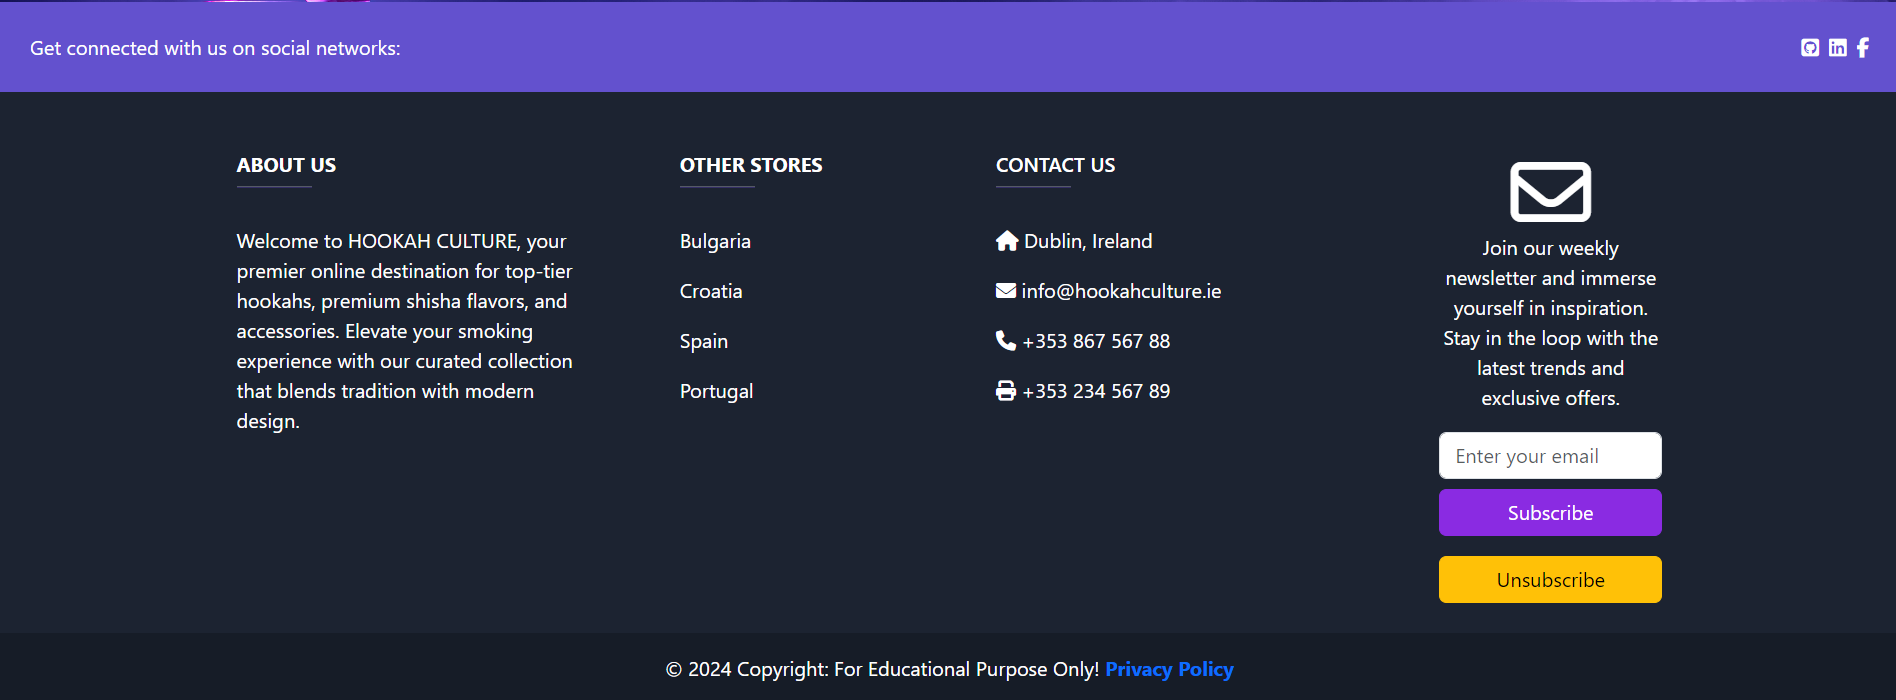 Get connected with us on social networks:
ABOUT US
Welcome to HOOKAH CULTURE, your
premier online destination for top-tier
hookahs, premium shisha flavors, and
accessories. Elevate your smoking
experience with our curated collection
that blends tradition with modern
design.
OTHER STORES
Bulgaria
Croatia
Spain
Portugal
CONTACT US
Dublin, Ireland
info@hookahculture.ie
+353 867 567 88
+353 234 567 89
Join our weekly
newsletter and immerse
yourself in inspiration.
Stay in the loop with the
latest trends and
exclusive offers.
Enter your email
Subscribe
Unsubscribe
© 2024 Copyright: For Educational Purpose Only! Privacy Policy